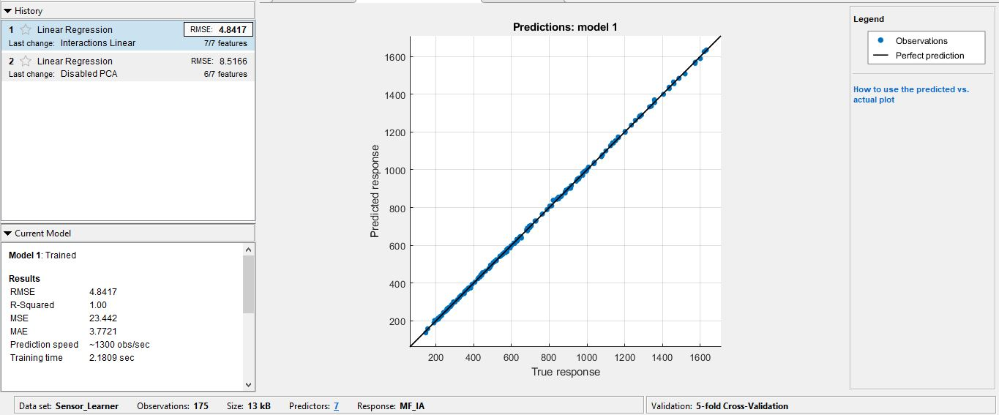 History
1 Linear Regression RMSE: 4.8417
Last change: Interactions Linear 7/7 features
2 Linear Regression RMSE: 8.5166
Last change: Disabled PCA 6/7 features
Current Model
Model 1: Trained
Results
RMSE 4.8417
R-Squared 1.00
MSE 23.442
MAE 3.7721
Prediction speed ~1300 obs/sec
Training time 2.1809 sec
Predictions: model 1
Predicted response
1600
1400
1200
1000
800
600
400
200
200 400 600 800 1000 1200 1400 1600
True response
Legend
Observations
Perfect prediction
How to use the predicted vs.
actual plot
Data set: Sensor_Learner Observations: 175 Size: 13 kB Predictors: 7 Response: MF_IA Validation: 5-fold Cross-Validation